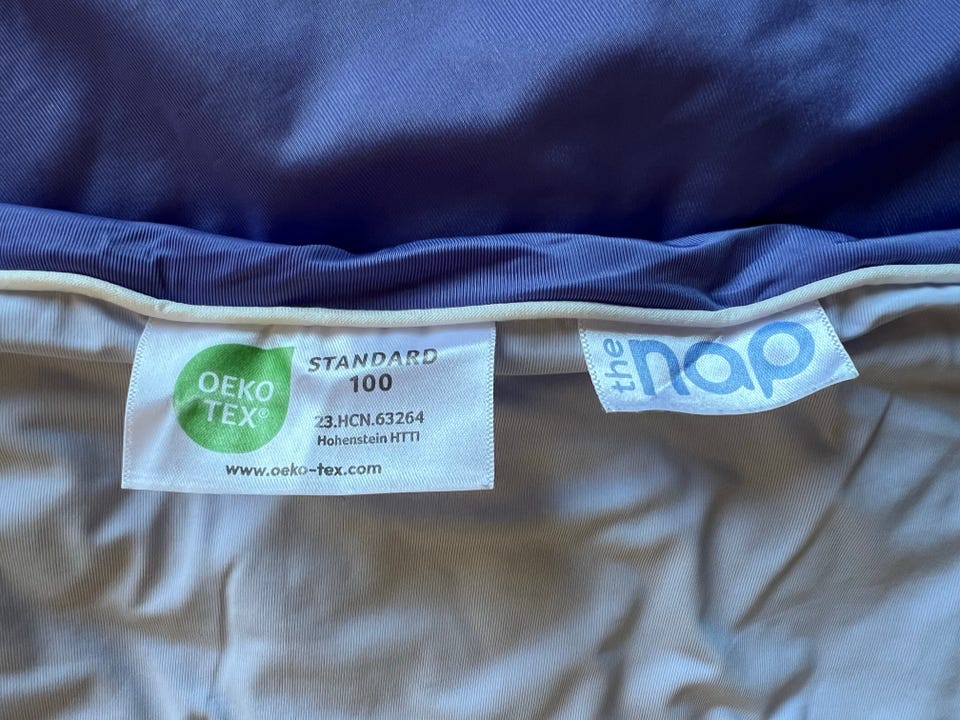 OEKO
TEX®
STANDARD
100
23.HCN.63264
Hohenstein HTTI
www.oeko-tex.com
the
nap